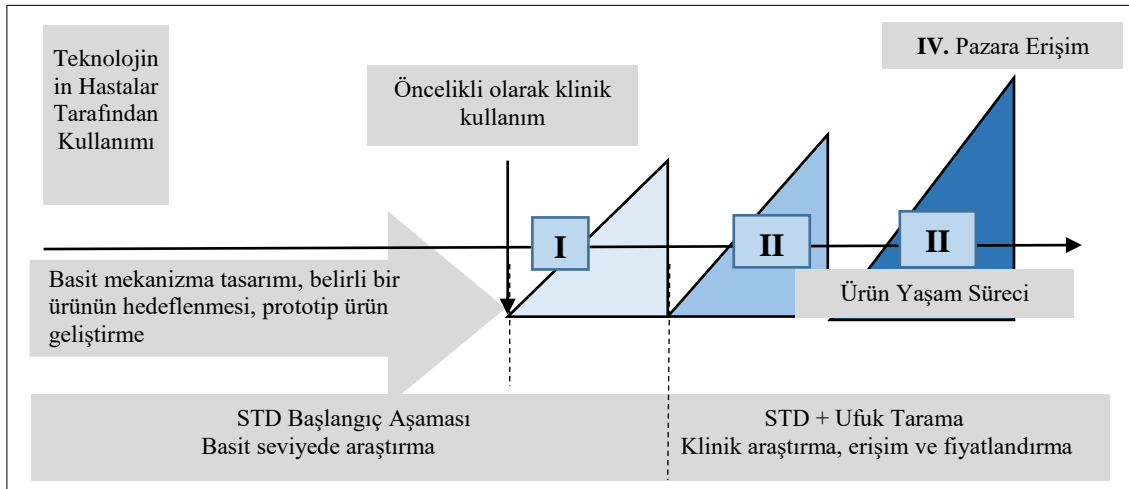 Teknolojin
in Hastalar
Tarafından
Kullanımı
Öncelikli olarak klinik
kullanım
IV. Pazara Erişim
I
II
II
Basit mekanizma tasarımı, belirli bir
ürünün hedeflenmesi, prototip ürün
geliştirme
Ürün Yaşam Süreci
STD Başlangıç Aşaması
Basit seviyede araştırma
STD + Ufuk Tarama
Klinik araştırma, erişim ve fiyatlandırma